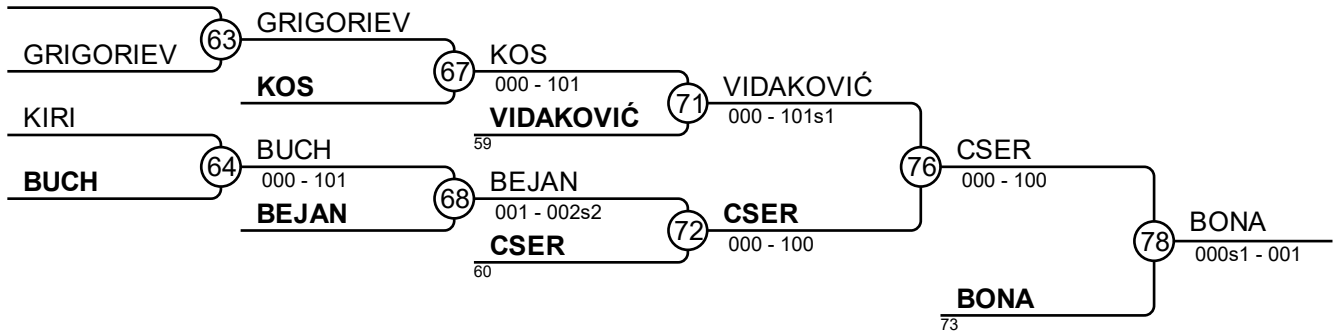 GRIGORIEV
63
GRIGORIEV
KOS
67
KOS
000 - 101
VIDAKOVIĆ
59
71
VIDAKOVIĆ
000 - 101s1
KIRI
BUCH
64
BUCH
000 - 101
BEJAN
68
BEJAN
001 - 002s2
CSER
60
72
CSER
000 - 100
76
CSER
000 - 100
BONA
73
78
BONA
000s1 - 001